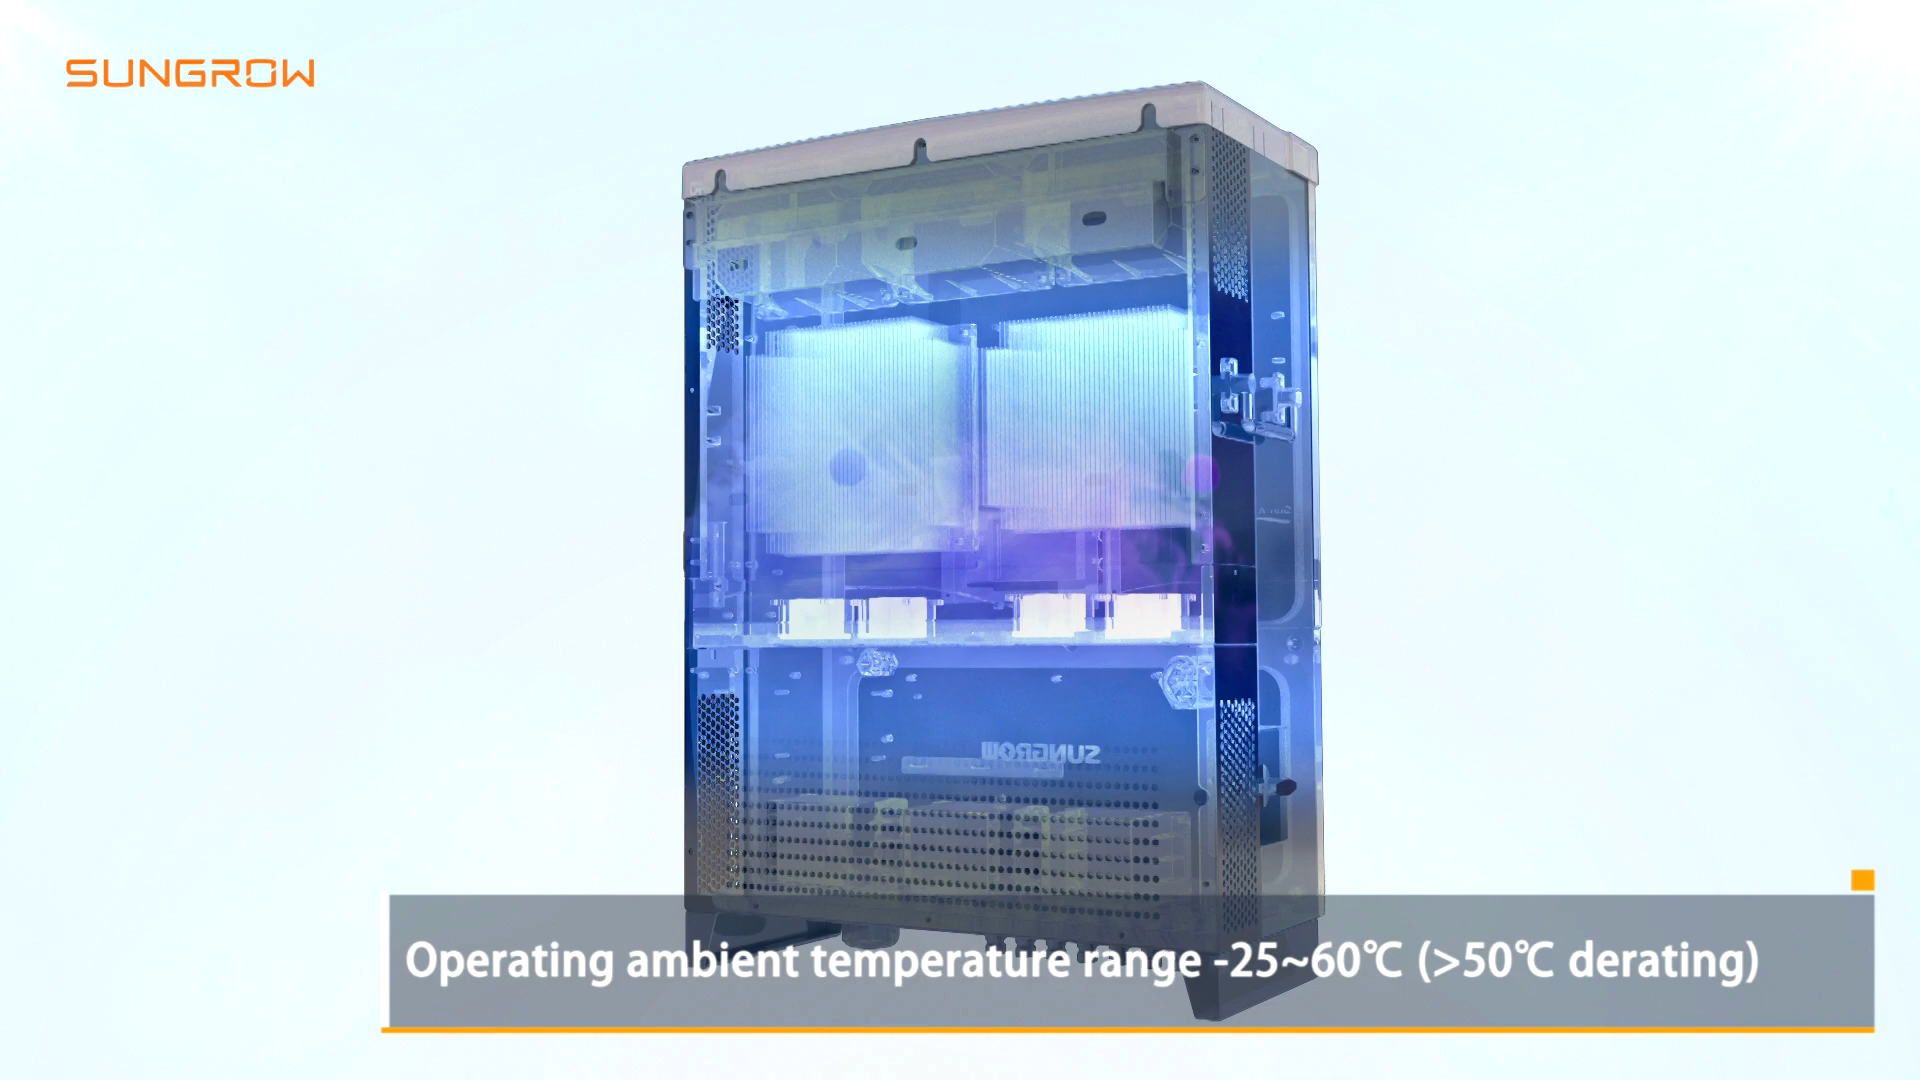 SUNGROW
SUNGROW
Operating ambient temperature range -25~60℃ (>50℃ derating)